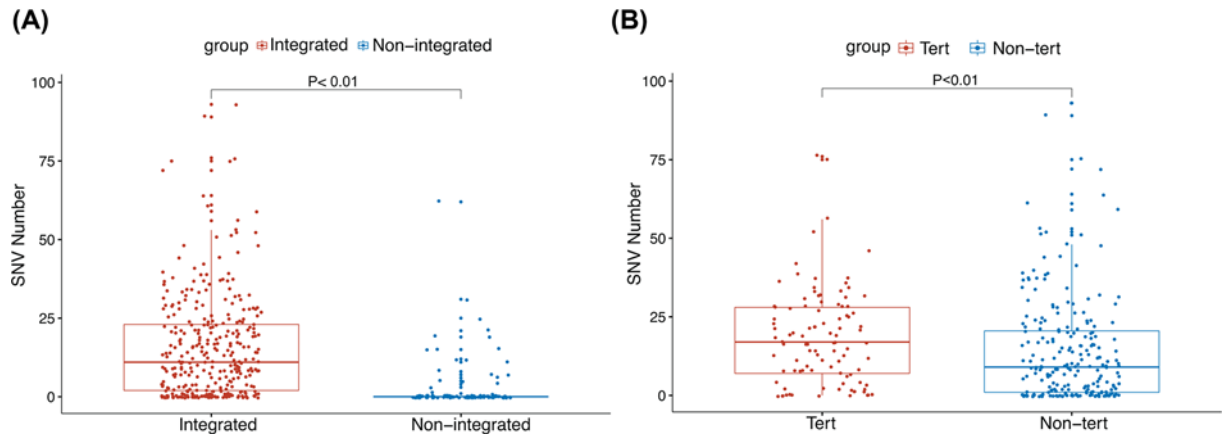 (A)
group Integrated Non-integrated
P< 0.01
100
75
50
25
0
SNV Number
Integrated Non-integrated
(B)
group Tert Non-tert
P<0.01
100
75
50
25
0
SNV Number
Tert Non-tert